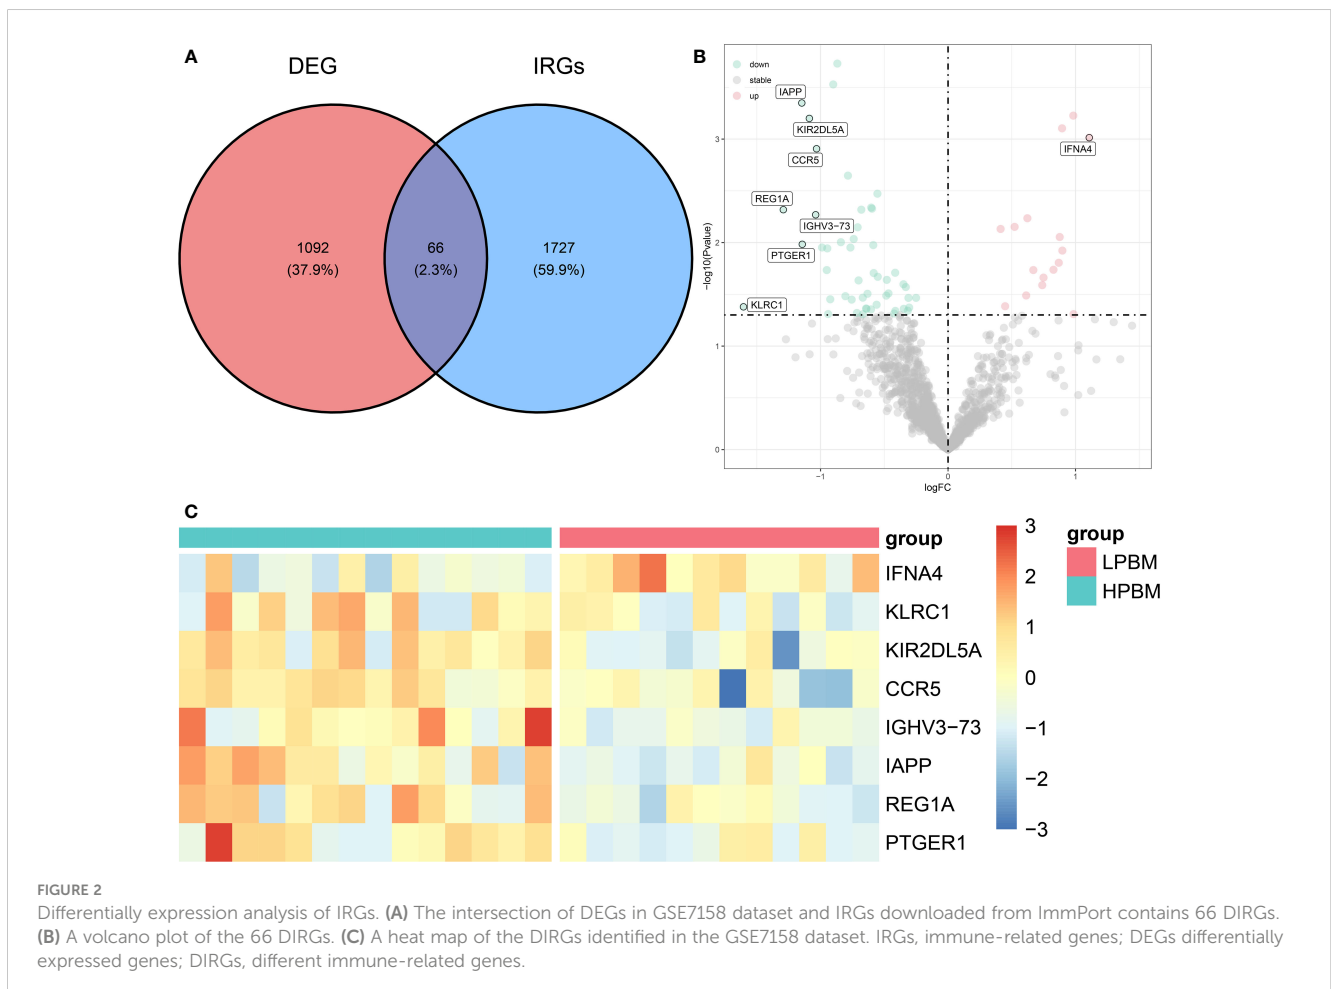 A
DEG
IRGs
1092
(37.9%)
66
(2.3%)
1727
(59.9%)
B
down
stable
up
IAPP
KIR2DL5A
CCR5
REG1A
IGHV3−73
PTGER1
KLRC1
IFNA4
−log10(Pvalue)
3
2
1
0
−1
0
1
logFC
C
group
IFNA4
KLRC1
KIR2DL5A
CCR5
IGHV3−73
IAPP
REG1A
PTGER1
3
2
1
0
−1
−2
−3
group
LPBM
HPBM
FIGURE 2
Differentially expression analysis of IRGs. (A) The intersection of DEGs in GSE7158 dataset and IRGs downloaded from ImmPort contains 66 DIRGs.
(B) A volcano plot of the 66 DIRGs. (C) A heat map of the DIRGs identified in the GSE7158 dataset. IRGs, immune-related genes; DEGs differentially
expressed genes; DIRGs, different immune-related genes.